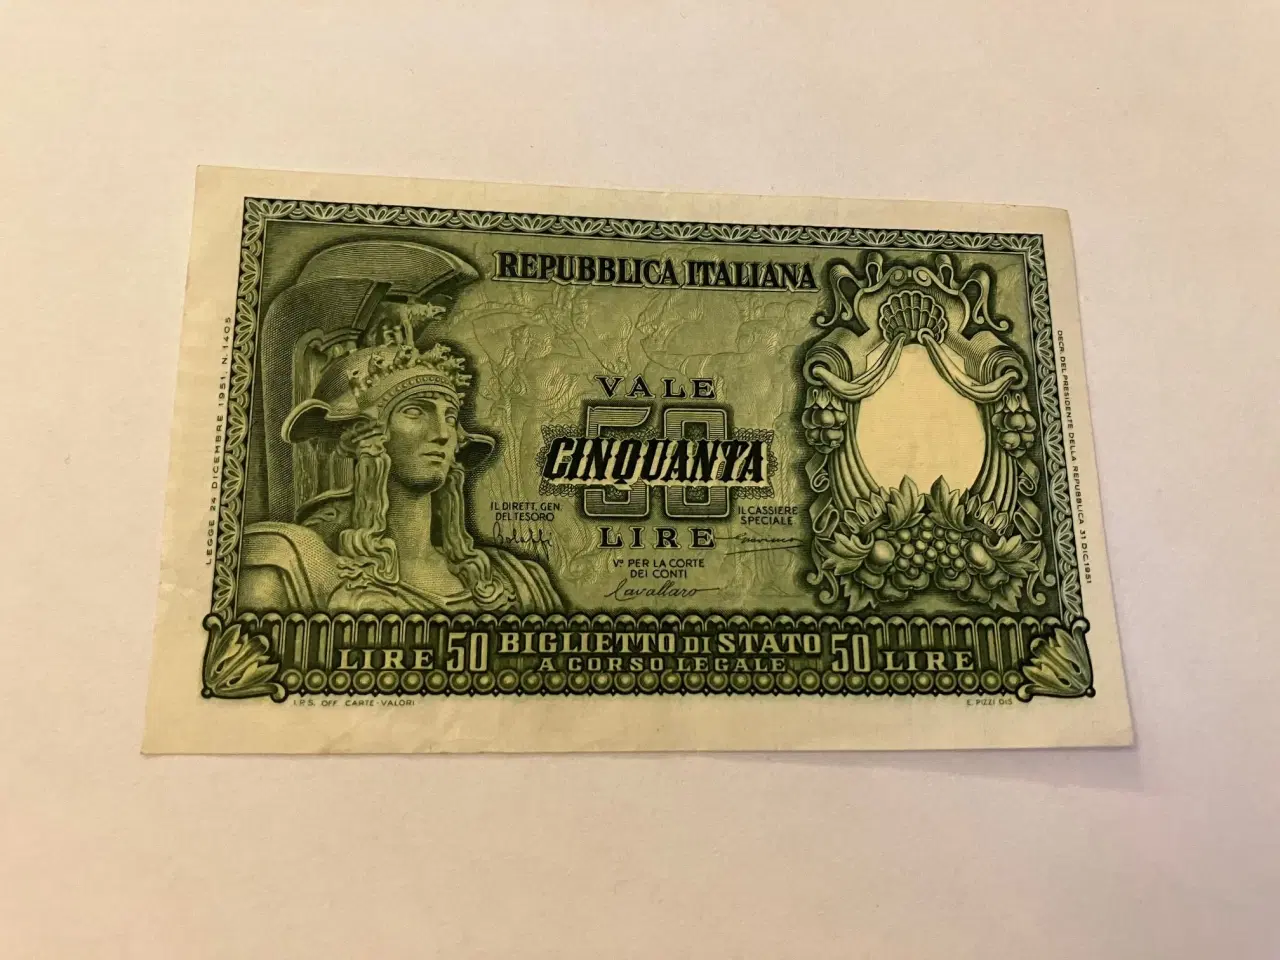 REPUBBLICA ITALIANA
VALE
50
CINQUANTA
LIRE
IL DIRETT. GEN.
DEL TESORO
Bolaffi
IL CASSIERE
SPECIALE
Vº PER LA CORTE
DEI CONTI
Cavallaro
LIRE 50 BIGLIETTO DI STATO 50 LIRE
A CORSO LEGALE
I.P.S. OFF. CARTE-VALORI
E. PIZZI DIS
LEGGE 24 DICEMBRE 1951, N. 1405
DECR. DEL PRESIDENTE DELLA REPUBBLICA 31 DIC. 1951